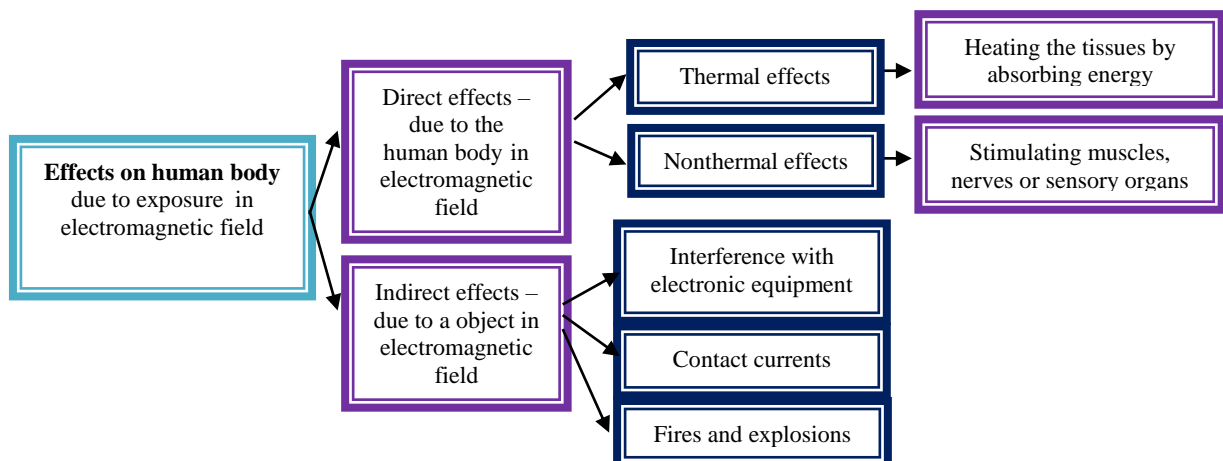 Effects on human body
due to exposure in
electromagnetic field
Direct effects –
due to the
human body in
electromagnetic
field
Thermal effects
Heating the tissues by
absorbing energy
Nonthermal effects
Stimulating muscles,
nerves or sensory organs
Indirect effects –
due to a object in
electromagnetic
field
Interference with
electronic equipment
Contact currents
Fires and explosions